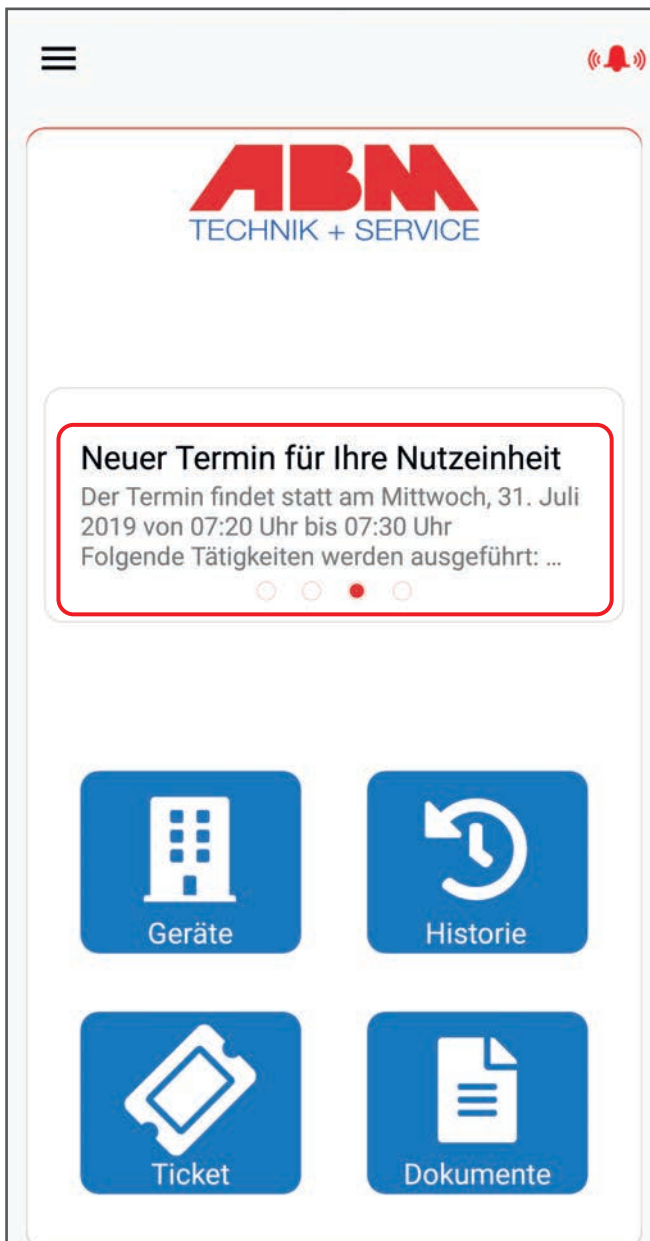 ABM
TECHNIK + SERVICE
Neuer Termin für Ihre Nutzeinheit
Der Termin findet statt am Mittwoch, 31. Juli
2019 von 07:20 Uhr bis 07:30 Uhr
Folgende Tätigkeiten werden ausgeführt: ...
Geräte
Historie
Ticket
Dokumente